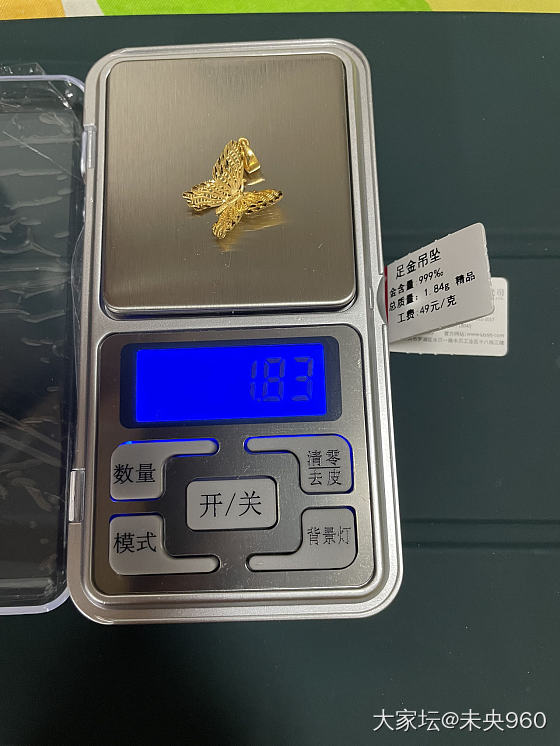 足金吊坠
金含量:999‰
总质量:1.84g 精品
工费:49元/克
1.83
数量
清零
去皮
开/关
模式
背景灯
大家坛@未央960